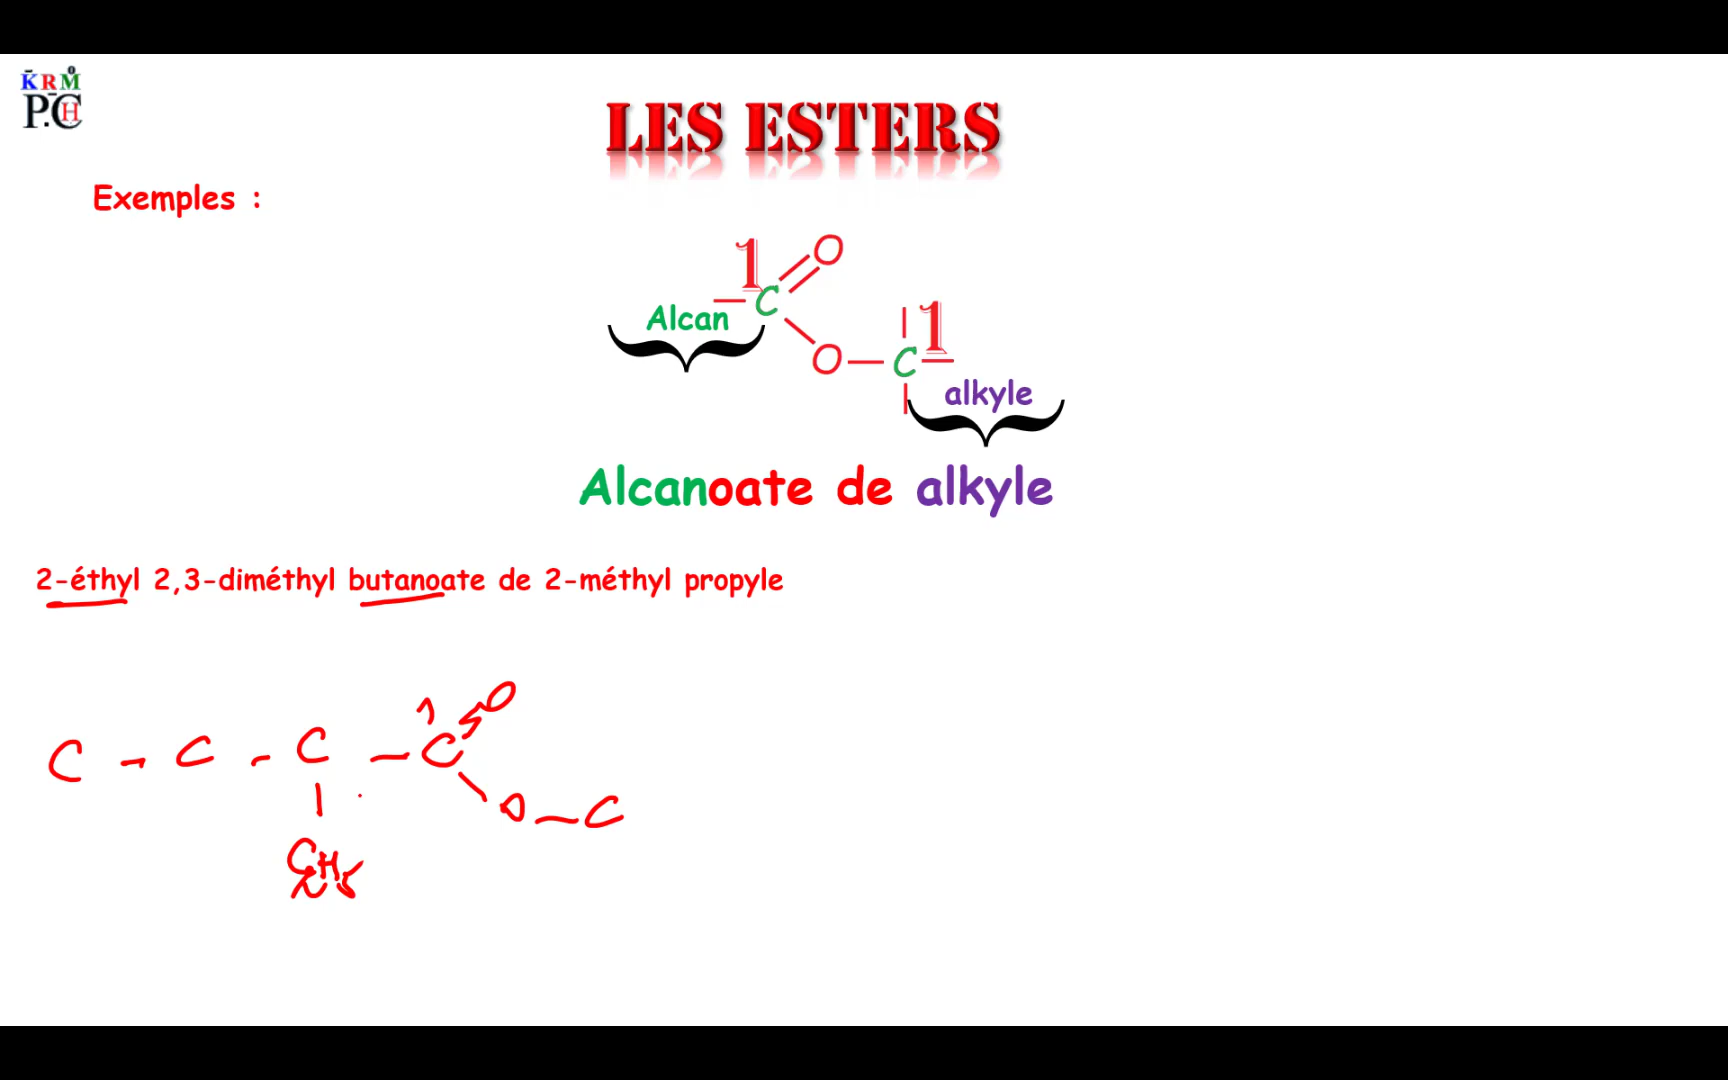 KRM
P.CH
LES ESTERS
Exemples :
1
O
C
Alcan
1
O — C
alkyle
Alcanoate de alkyle
2-éthyl 2,3-diméthyl butanoate de 2-méthyl propyle
1
O
C - C - C - C
O - C
C2H5